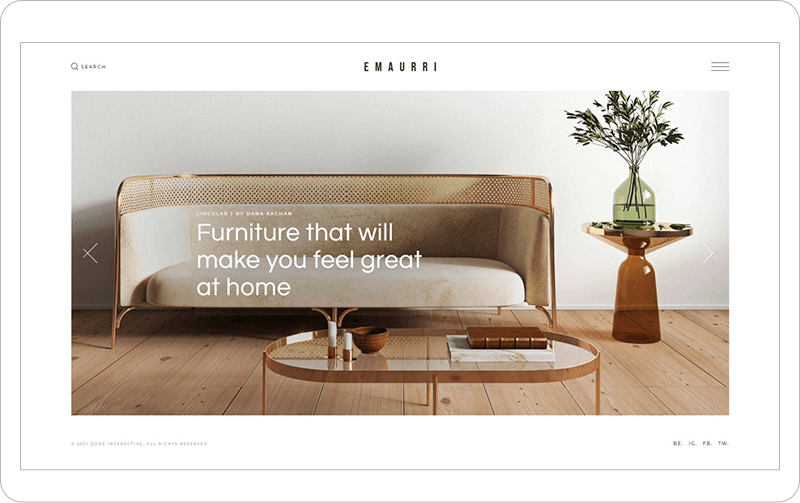 SEARCH
EMAURRI
CIRCULAR | BY DANA KACHAN
Furniture that will
make you feel great
at home
© 2021 QODE INTERACTIVE, ALL RIGHTS RESERVED
BE. IG. FB. TW.